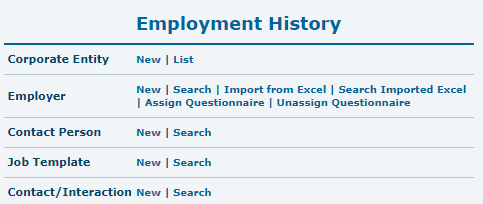 Employment History
Corporate Entity New | List
Employer New | Search | Import from Excel | Search Imported Excel
| Assign Questionnaire | Unassign Questionnaire
Contact Person New | Search
Job Template New | Search
Contact/Interaction New | Search